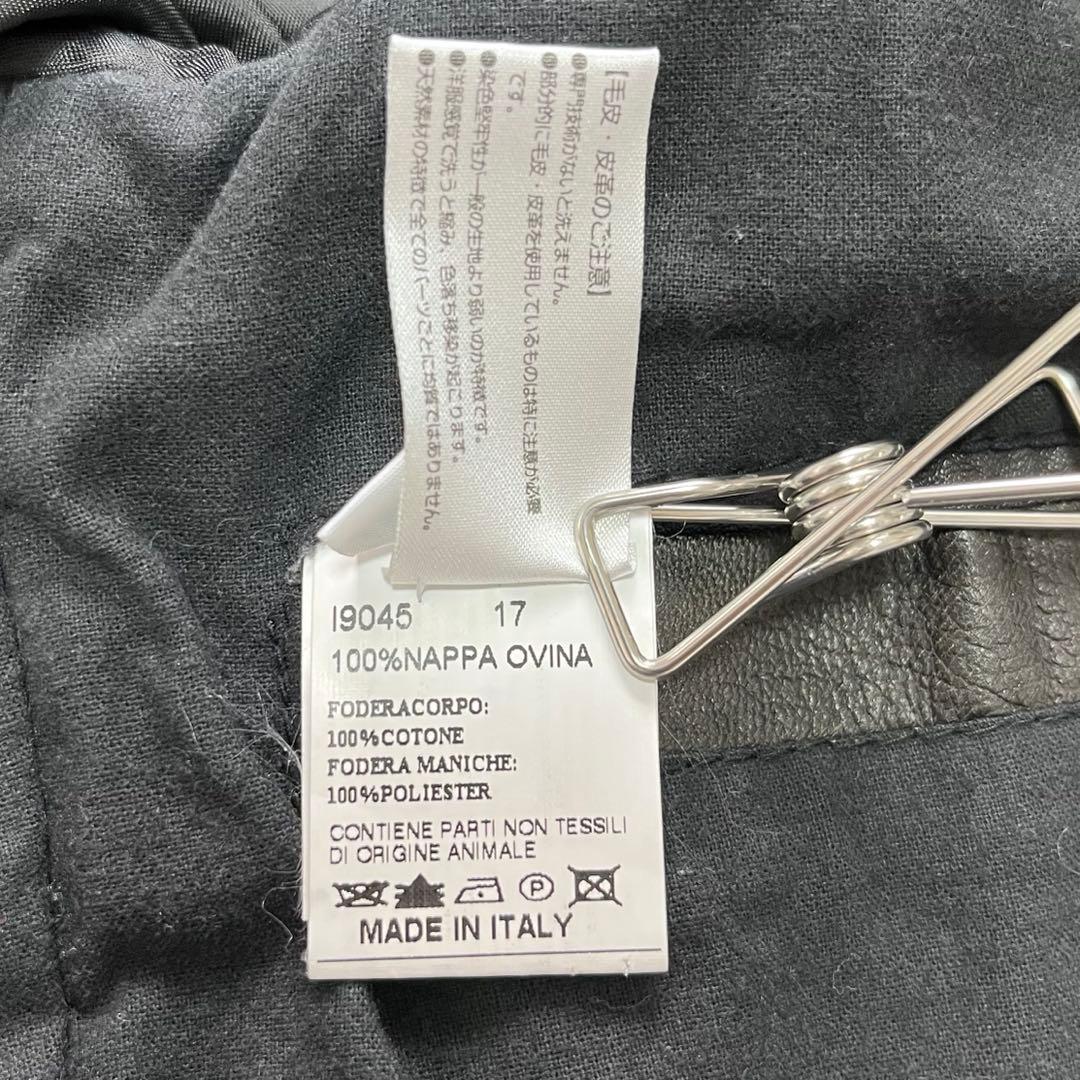 【毛皮・皮革のご注意】
●専門技術がないと洗えません。
●部分的に毛皮・皮革を使用しているものは特に注意が必要
です。
●染色堅牢性が一般の生地より弱いのが特徴です。
●洋服感覚で洗うと縮み、色落ち移染が起こります。
●天然素材の特徴で全てのパーツごとに均質ではありません。
I9045 17
100%NAPPA OVINA
FODERACORPO:
100%COTONE
FODERA MANICHE:
100%POLIESTER
CONTIENE PARTI NON TESSILI
DI ORIGINE ANIMALE
P
MADE IN ITALY